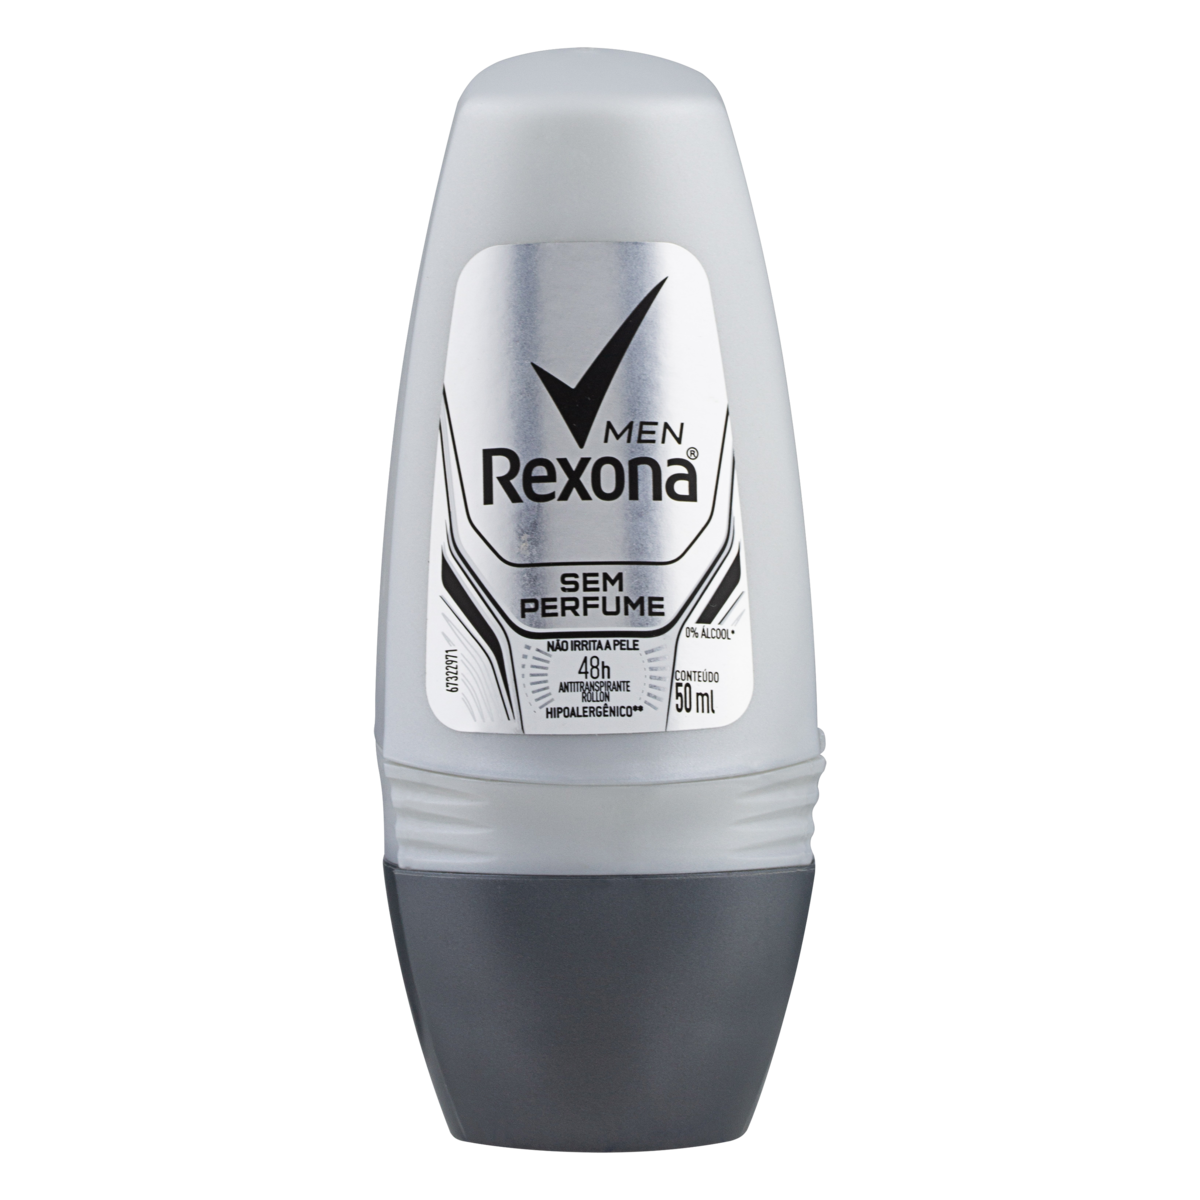 MEN
Rexona®
SEM
PERFUME
0% ÁLCOOL*
NÃO IRRITA A PELE
48h
ANTITRANSPIRANTE
ROLLON
HIPOALERGÊNICO**
CONTEÚDO
50 ml
67322971